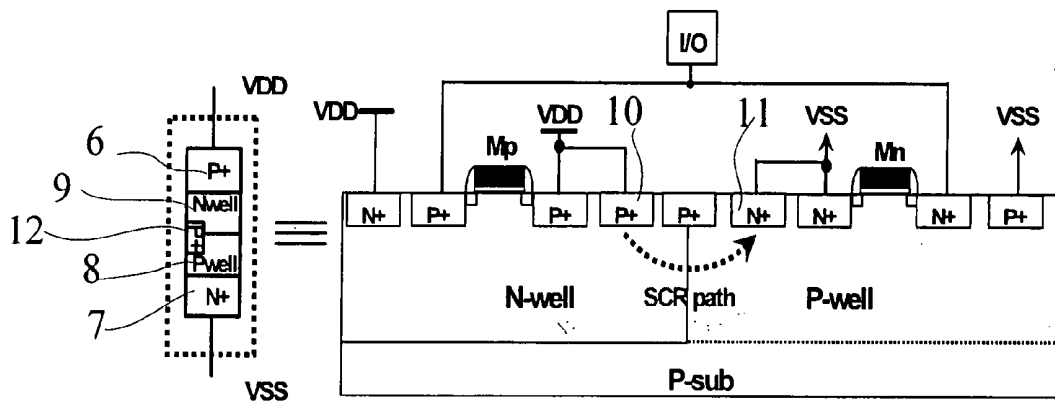 I/O
VDD
VDD
VDD
10
11
VSS
VSS
6
P+
Mp
Mn
9
Nwell
N+
P+
P+
P+
P+
N+
N+
N+
P+
12
P+
8
Pwell
N-well
SCR path
P-well
7
N+
VSS
P-sub